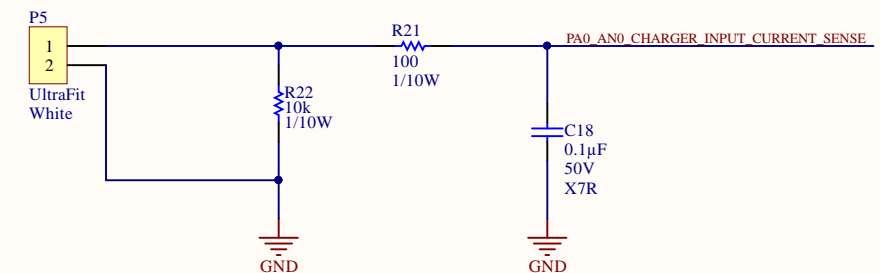 P5
1
2
UltraFit
White
R22
10k
1/10W
R21
100
1/10W
PA0_AN0_CHARGER_INPUT_CURRENT_SENSE
C18
0.1µF
50V
X7R
GND
GND